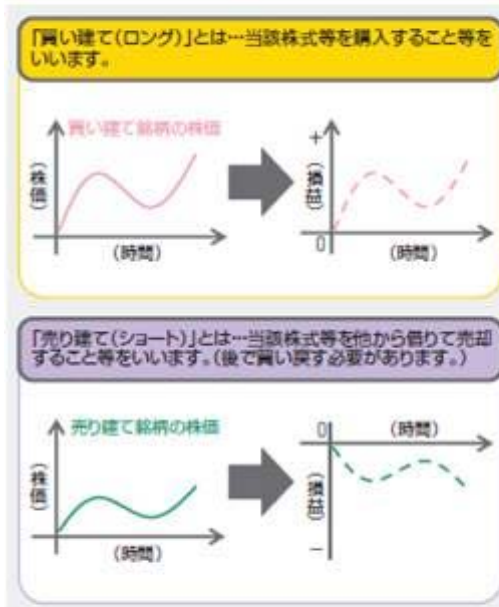 「買い建て(ロング)」とは…当該株式等を購入すること等を
いいます。
買い建て銘柄の株価
(株価)
(時間)
+
(損益)
0
(時間)
「売り建て(ショート)」とは…当該株式等を他から借りて売却
すること等をいいます。(後で買い戻す必要があります。)
売り建て銘柄の株価
(株価)
(時間)
0
(時間)
(損益)
−